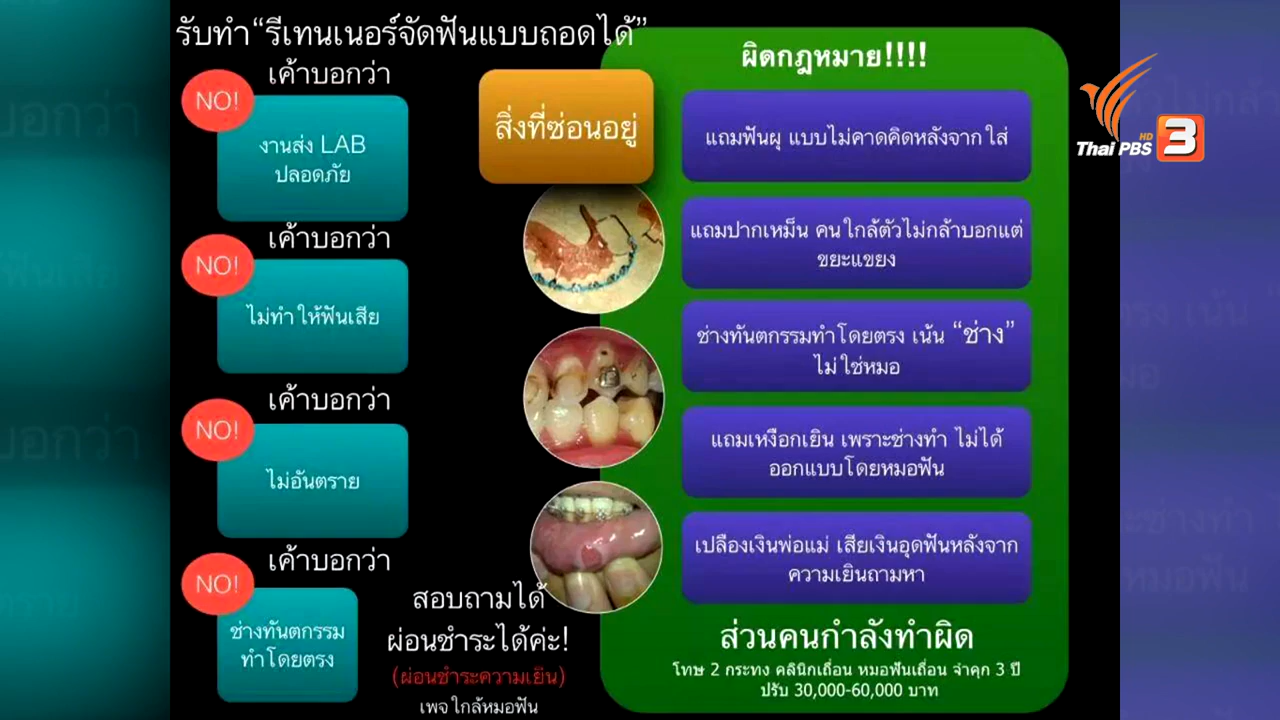 รับทำ“รีเทนเนอร์จัดฟันแบบถอดได้”
เค้าบอกว่า
NO!
งานส่ง LAB
ปลอดภัย
เค้าบอกว่า
NO!
ไม่ทำให้ฟันเสีย
เค้าบอกว่า
NO!
ไม่อันตราย
เค้าบอกว่า
NO!
ช่างทันตกรรม
ทำโดยตรง
สิ่งที่ซ่อนอยู่
สอบถามได้
ผ่อนชำระได้ค่ะ!
(ผ่อนชำระความเยิน)
เพจใกล้หมอฟัน
ผิดกฎหมาย!!!!
แถมฟันผุ แบบไม่คาดคิดหลังจากใส่
แถมปากเหม็น คนใกล้ตัวไม่กล้าบอกแต่
ขยะแขยง
ช่างทันตกรรมทำโดยตรง เน้น “ช่าง”
ไม่ใช่หมอ
แถมเหงือกเยิน เพราะช่างทำ ไม่ได้
ออกแบบโดยหมอฟัน
เปลืองเงินพ่อแม่ เสียเงินอุดฟันหลังจาก
ความเยินถามหา
ส่วนคนกำลังทำผิด
โทษ 2 กระทง คลินิกเถื่อน หมอฟันเถื่อน จำคุก 3 ปี
ปรับ 30,000-60,000 บาท
Thai PBS HD 3